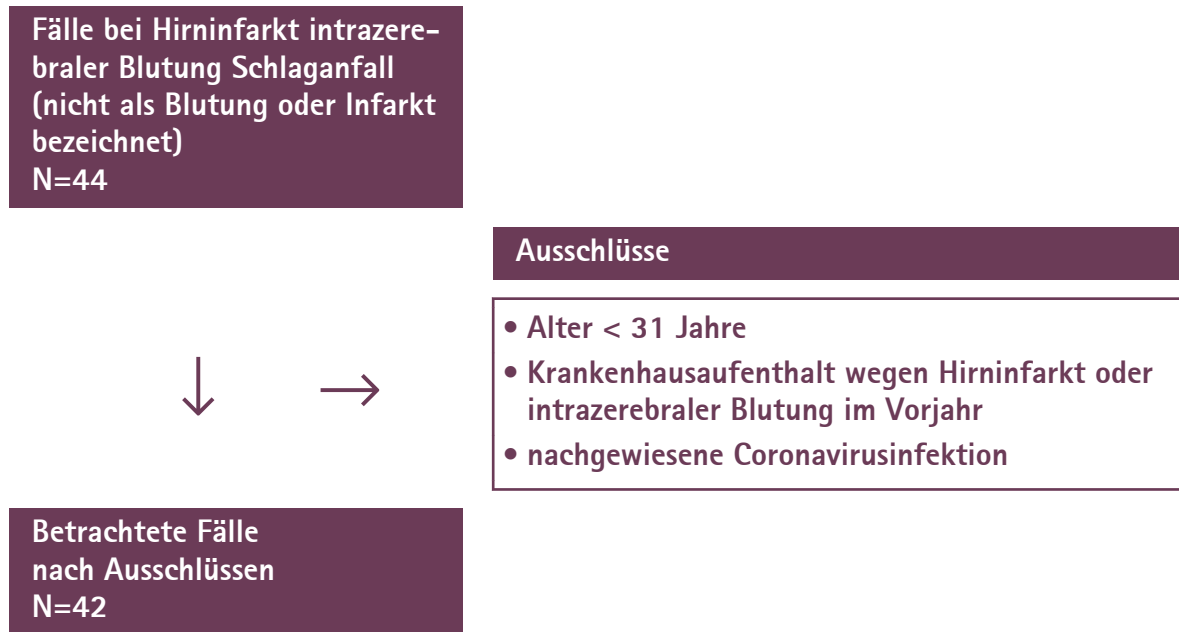 Fälle bei Hirninfarkt intrazere-
braler Blutung Schlaganfall
(nicht als Blutung oder Infarkt
bezeichnet)
N=44
Ausschlüsse
• Alter < 31 Jahre
• Krankenhausaufenthalt wegen Hirninfarkt oder
intrazerebraler Blutung im Vorjahr
• nachgewiesene Coronavirusinfektion
Betrachtete Fälle
nach Ausschlüssen
N=42